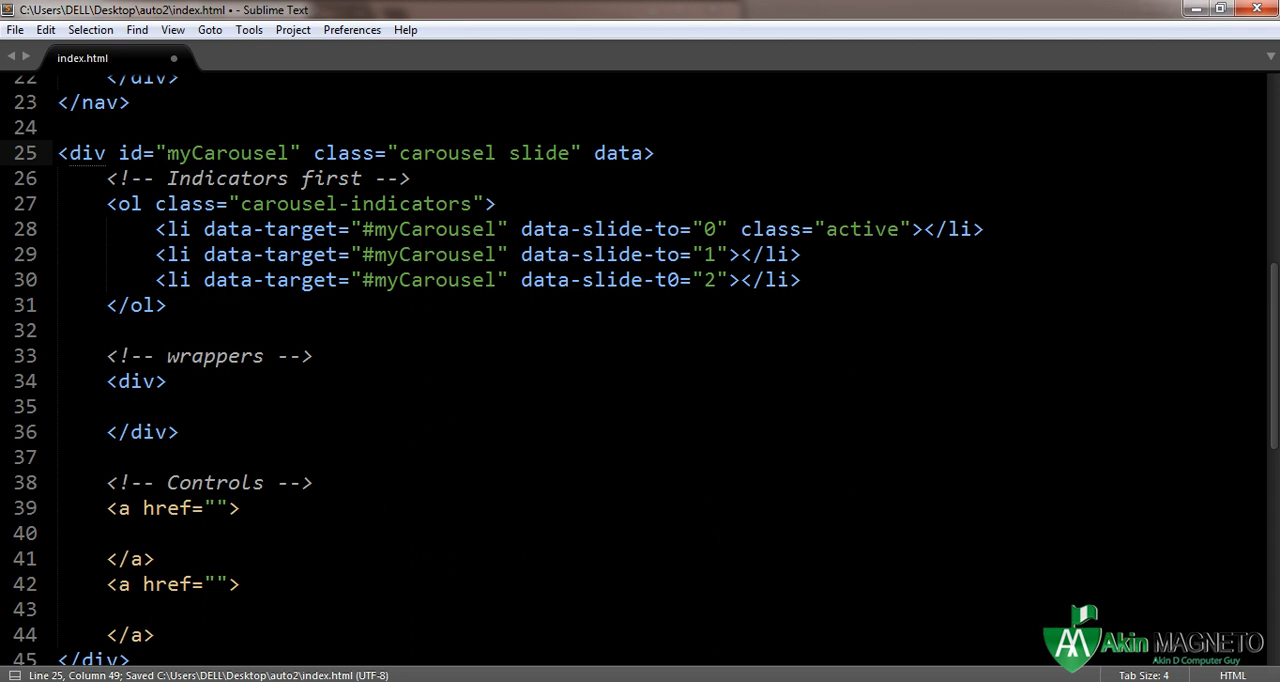 C:\Users\DELL\Desktop\auto2\index.html • - Sublime Text
File Edit Selection Find View Goto Tools Project Preferences Help
index.html
22 </div>
23 </nav>
24
25 <div id="myCarousel" class="carousel slide" data>
26 <!-- Indicators first -->
27 <ol class="carousel-indicators">
28 <li data-target="#myCarousel" data-slide-to="0" class="active"></li>
29 <li data-target="#myCarousel" data-slide-to="1"></li>
30 <li data-target="#myCarousel" data-slide-t0="2"></li>
31 </ol>
32
33 <!-- wrappers -->
34 <div>
35
36 </div>
37
38 <!-- Controls -->
39 <a href="">
40
41 </a>
42 <a href="">
43
44 </a>
45 </div>
Akin MAGNETO
Akin D Computer Guy
Line 25, Column 49; Saved C:\Users\DELL\Desktop\auto2\index.html (UTF-8) Tab Size: 4 HTML